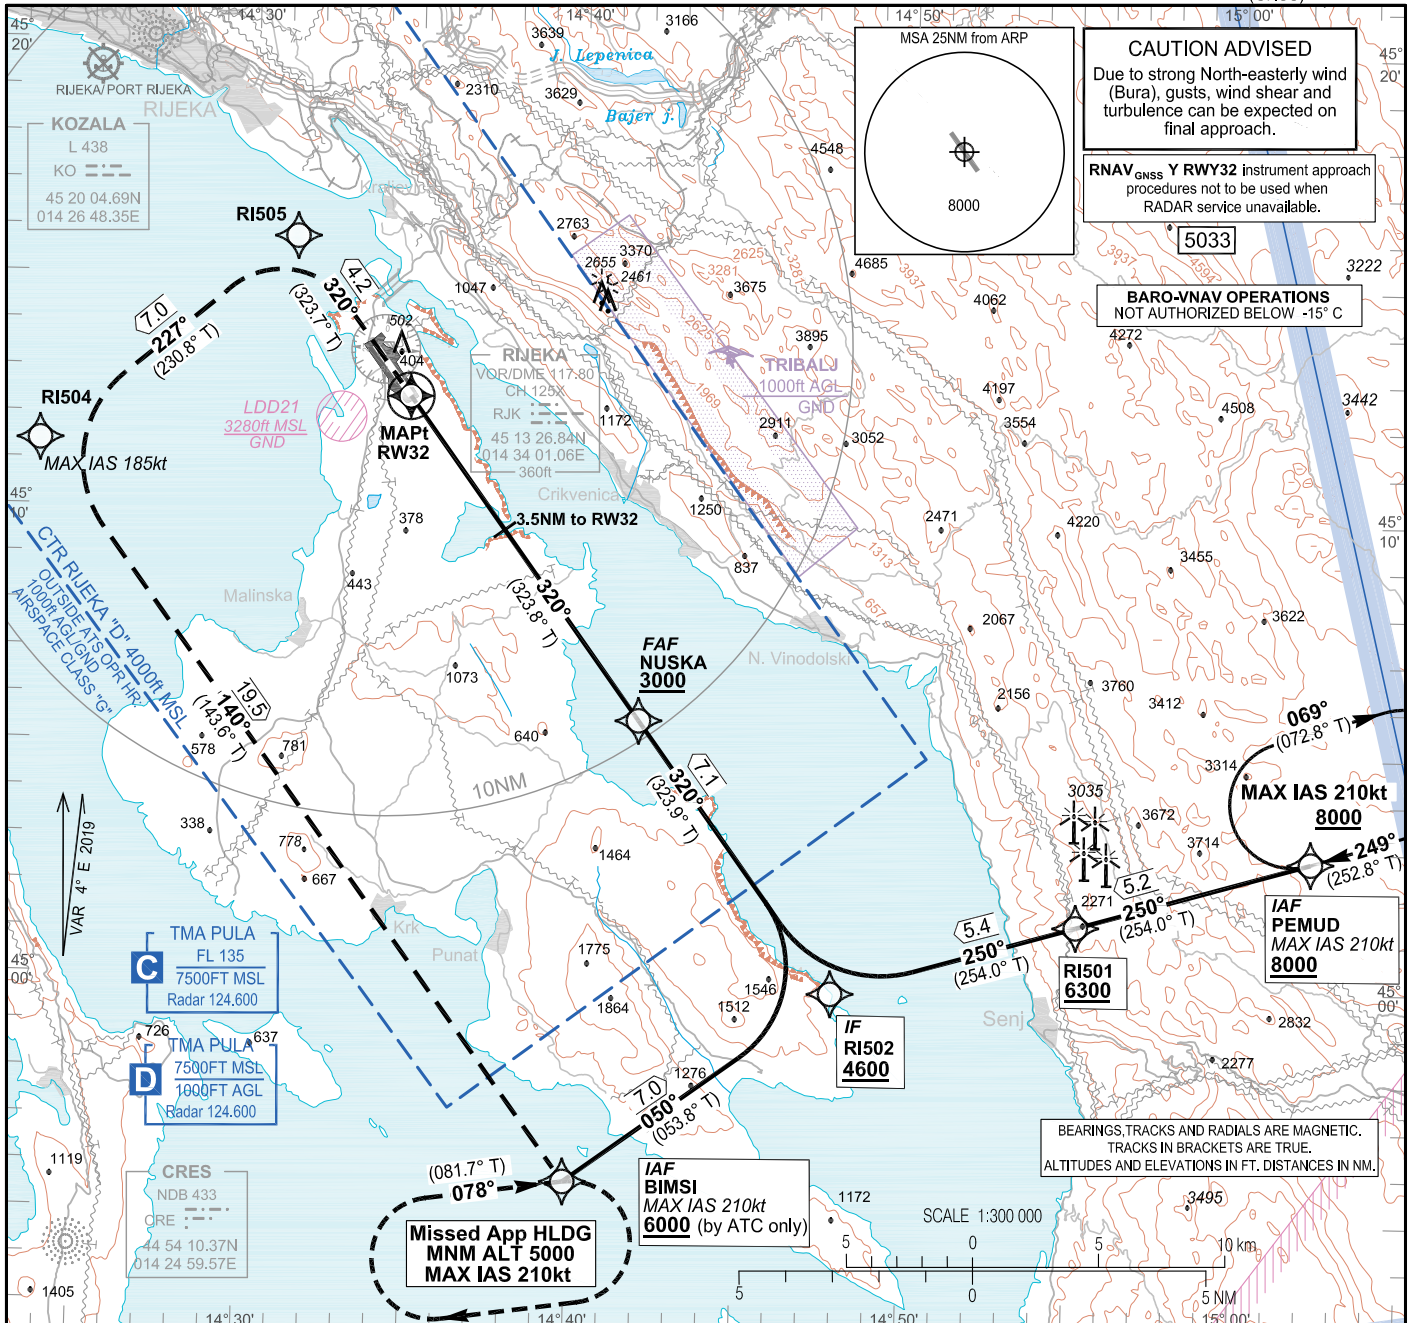 14°30'
14°40'
14°50'
15°00'
45°
20'
3166
3639
J. Lepenica
2310
3629
Bajer j.
4548
RIJEKA/PORT RIJEKA
RIJEKA
KOZALA
L 438
KO
45 20 04.69N
014 26 48.35E
MSA 25NM from ARP
8000
CAUTION ADVISED
Due to strong North-easterly wind
(Bura), gusts, wind shear and
turbulence can be expected on
final approach.
45°
20'
RNAVGNSS Y RWY32 instrument approach
procedures not to be used when
RADAR service unavailable.
5033
3937
4594
3222
BARO-VNAV OPERATIONS
NOT AUTHORIZED BELOW -15° C
RI505
2763
3370
2655
2461
2625
3281
3281
3675
2625
4685
3937
4062
4272
1047
3895
4.2
320°
(323.7° T)
7.0
227°
(230.8° T)
502
404
RIJEKA
VOR/DME 117.80
CH 125X
RJK
45 13 26.84N
014 34 01.06E
360ft
TRIBALJ
1000ft AGL
GND
1969
4197
4508
3442
3554
RI504
MAX IAS 185kt
LDD21
3280ft MSL
GND
MAPt
RW32
1172
2911
3052
Crikvenica
1250
2471
4220
45°
10'
45°
10'
378
3.5NM to RW32
837
1313
3455
657
443
Malinska
CTR RIJEKA "D" 4000ft MSL
OUTSIDE ATS OPR HR:
1000ft AGL/GND
AIRSPACE CLASS "G"
320°
(323.8° T)
2067
3622
FAF
NUSKA
3000
N. Vinodolski
1073
2156
3760
3412
19.5
140°
(143.6° T)
578
781
640
069°
(072.8° T)
3314
7.1
320°
(323.9° T)
10NM
MAX IAS 210kt
8000
3035
338
778
667
1464
3672
3714
249°
(252.8° T)
VAR 4° E 2019
2271
5.2
250°
(254.0° T)
IAF
PEMUD
MAX IAS 210kt
8000
5.4
250°
(254.0° T)
Krk
Punat
TMA PULA
C
FL 135
7500FT MSL
Radar 124.600
1775
1546
1864
1512
RI501
6300
45°
00'
45°
00'
Senj
2832
IF
RI502
4600
726
637
TMA PULA
D
7500FT MSL
1000FT AGL
Radar 124.600
2277
1276
7.0
050°
(053.8° T)
BEARINGS,TRACKS AND RADIALS ARE MAGNETIC.
TRACKS IN BRACKETS ARE TRUE.
ALTITUDES AND ELEVATIONS IN FT. DISTANCES IN NM.
1119
CRES
NDB 433
CRE
44 54 10.37N
014 24 59.57E
(081.7° T)
078°
IAF
BIMSI
MAX IAS 210kt
6000 (by ATC only)
1172
3495
Missed App HLDG
MNM ALT 5000
MAX IAS 210kt
SCALE 1:300 000
5
0
5
10 km
5
0
5 NM
1405
14°30'
14°40'
14°50'
15°00'